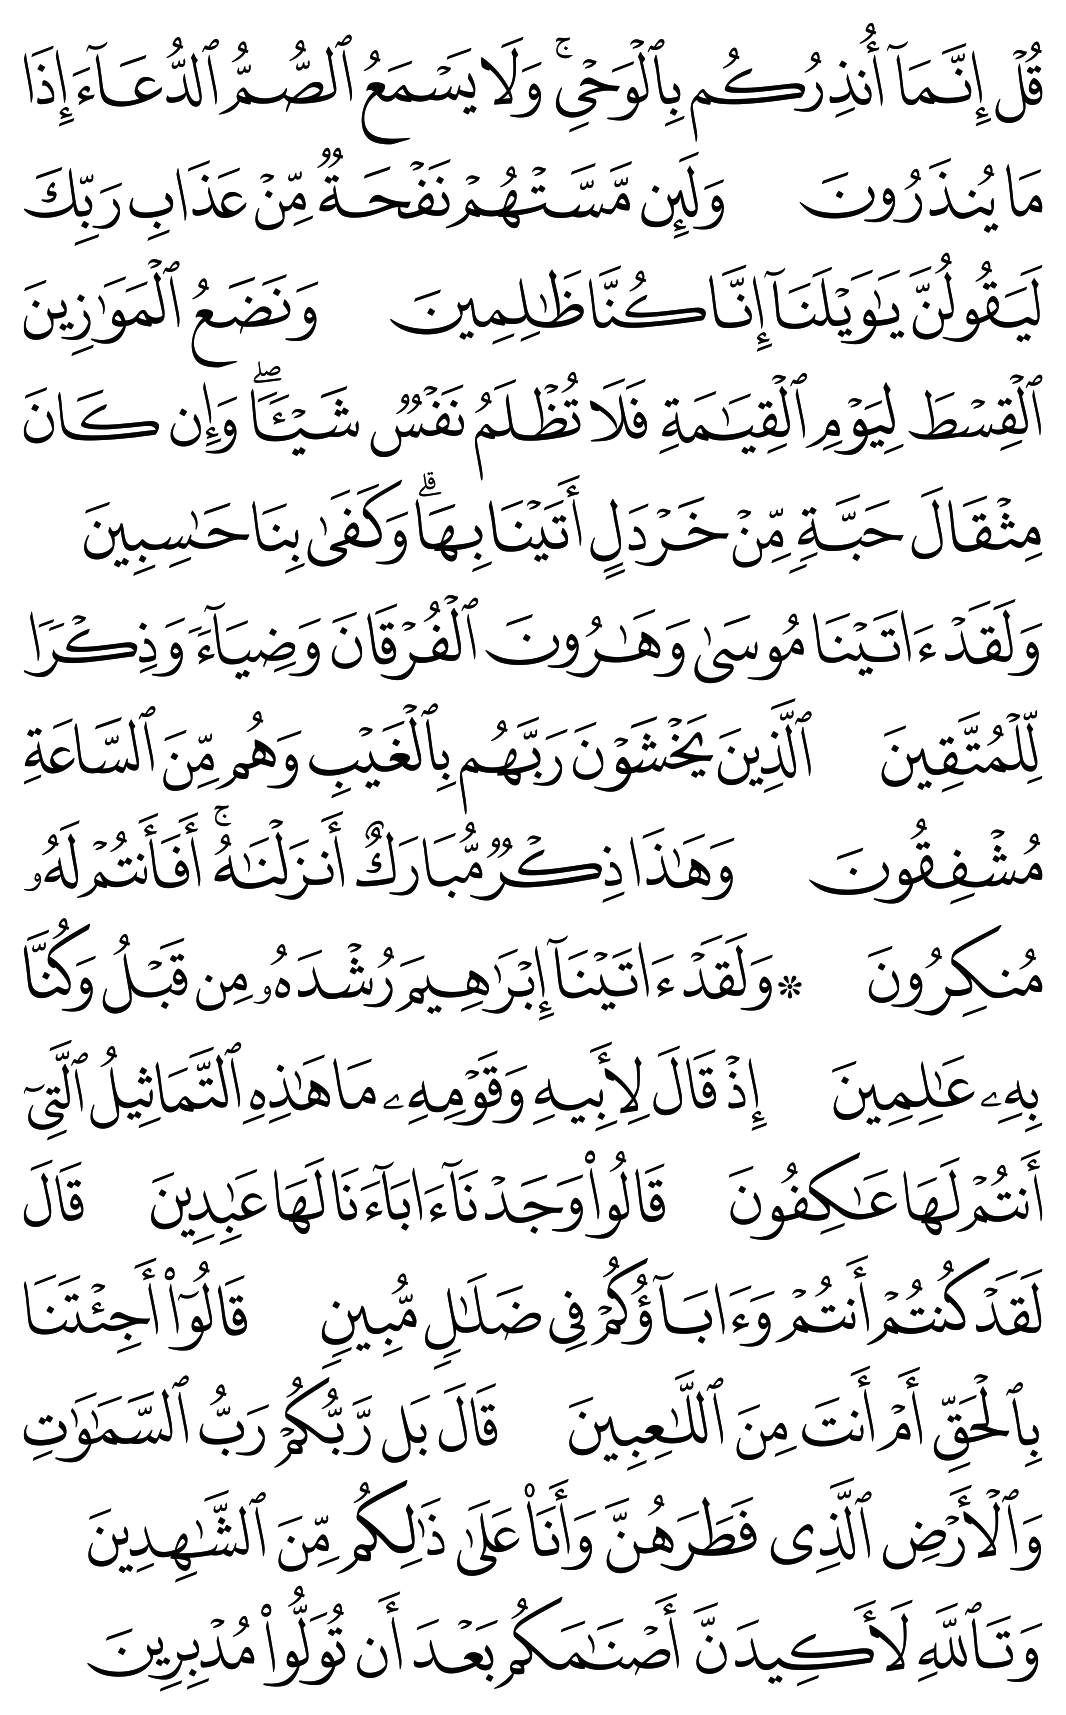 قُلْ إِنَّمَآ أُنذِرُكُم بِٱلْوَحْىِ ۚ وَلَا يَسْمَعُ ٱلصُّمُّ ٱلدُّعَآءَ إِذَا
مَا يُنذَرُونَ وَلَئِن مَّسَّتْهُمْ نَفْحَةٌ مِّنْ عَذَابِ رَبِّكَ
لَيَقُولُنَّ يَٰوَيْلَنَآ إِنَّا كُنَّا ظَٰلِمِينَ وَنَضَعُ ٱلْمَوَٰزِينَ
ٱلْقِسْطَ لِيَوْمِ ٱلْقِيَٰمَةِ فَلَا تُظْلَمُ نَفْسٌ شَيْـًٔا ۖ وَإِن كَانَ
مِثْقَالَ حَبَّةٍ مِّنْ خَرْدَلٍ أَتَيْنَا بِهَا ۗ وَكَفَىٰ بِنَا حَٰسِبِينَ
وَلَقَدْ ءَاتَيْنَا مُوسَىٰ وَهَٰرُونَ ٱلْفُرْقَانَ وَضِيَآءً وَذِكْرًا
لِّلْمُتَّقِينَ ٱلَّذِينَ يَخْشَوْنَ رَبَّهُم بِٱلْغَيْبِ وَهُم مِّنَ ٱلسَّاعَةِ
مُشْفِقُونَ وَهَٰذَا ذِكْرٌ مُّبَارَكٌ أَنزَلْنَٰهُ ۚ أَفَأَنتُمْ لَهُۥ
مُنكِرُونَ ۞ وَلَقَدْ ءَاتَيْنَآ إِبْرَٰهِيمَ رُشْدَهُۥ مِن قَبْلُ وَكُنَّا
بِهِۦ عَٰلِمِينَ إِذْ قَالَ لِأَبِيهِ وَقَوْمِهِۦ مَا هَٰذِهِ ٱلتَّمَاثِيلُ ٱلَّتِىٓ
أَنتُمْ لَهَا عَٰكِفُونَ قَالُوا۟ وَجَدْنَآ ءَابَآءَنَا لَهَا عَٰبِدِينَ قَالَ
لَقَدْ كُنتُمْ أَنتُمْ وَءَابَآؤُكُمْ فِى ضَلَٰلٍ مُّبِينٍ قَالُوٓا۟ أَجِئْتَنَا
بِٱلْحَقِّ أَمْ أَنتَ مِنَ ٱللَّٰعِبِينَ قَالَ بَل رَّبُّكُمْ رَبُّ ٱلسَّمَٰوَٰتِ
وَٱلْأَرْضِ ٱلَّذِى فَطَرَهُنَّ وَأَنَا۠ عَلَىٰ ذَٰلِكُم مِّنَ ٱلشَّٰهِدِينَ
وَتَٱللَّهِ لَأَكِيدَنَّ أَصْنَٰمَكُم بَعْدَ أَن تُوَلُّوا۟ مُدْبِرِينَ